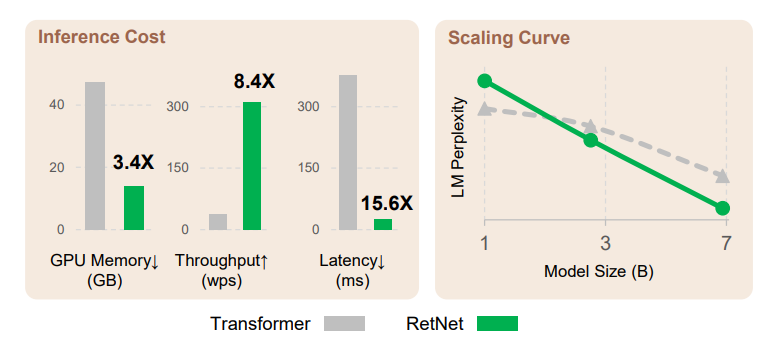 Inference Cost
40
20
0
3.4X
GPU Memory↓
(GB)
300
150
0
8.4X
Throughput↑
(wps)
300
150
0
15.6X
Latency↓
(ms)
Scaling Curve
LM Perplexity
1 3 7
Model Size (B)
Transformer RetNet